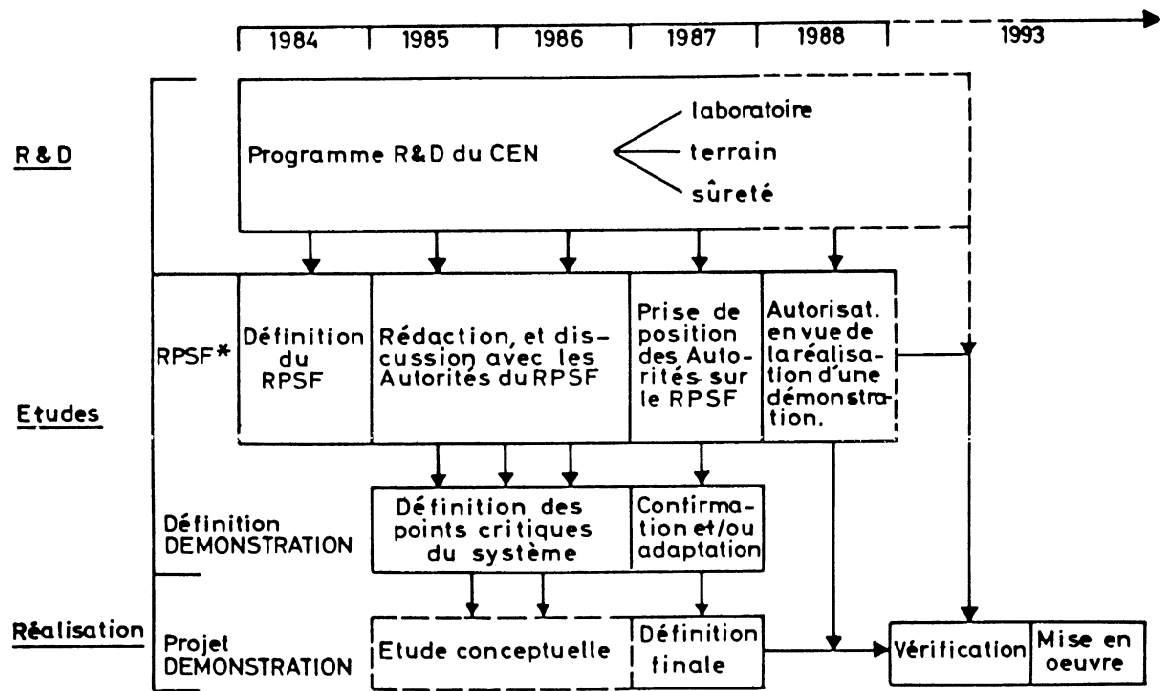 1984 1985 1986 1987 1988 1993
R & D
Programme R&D du CEN
laboratoire
terrain
sûreté
Etudes
RPSF*
Définition
du
RPSF
Rédaction, et dis-
cussion avec les
Autorités du RPSF
Prise de
position
des Auto-
rités sur
le RPSF
Autorisat.
en vue de
la réalisa-
tion d'une
démonstra-
tion.
Définition
DEMONSTRATION
Définition des
points critiques
du système
Confirma-
tion et/ou
adaptation
Réalisation
Projet
DEMONSTRATION
Etude conceptuelle
Définition
finale
Vérification
Mise en
oeuvre